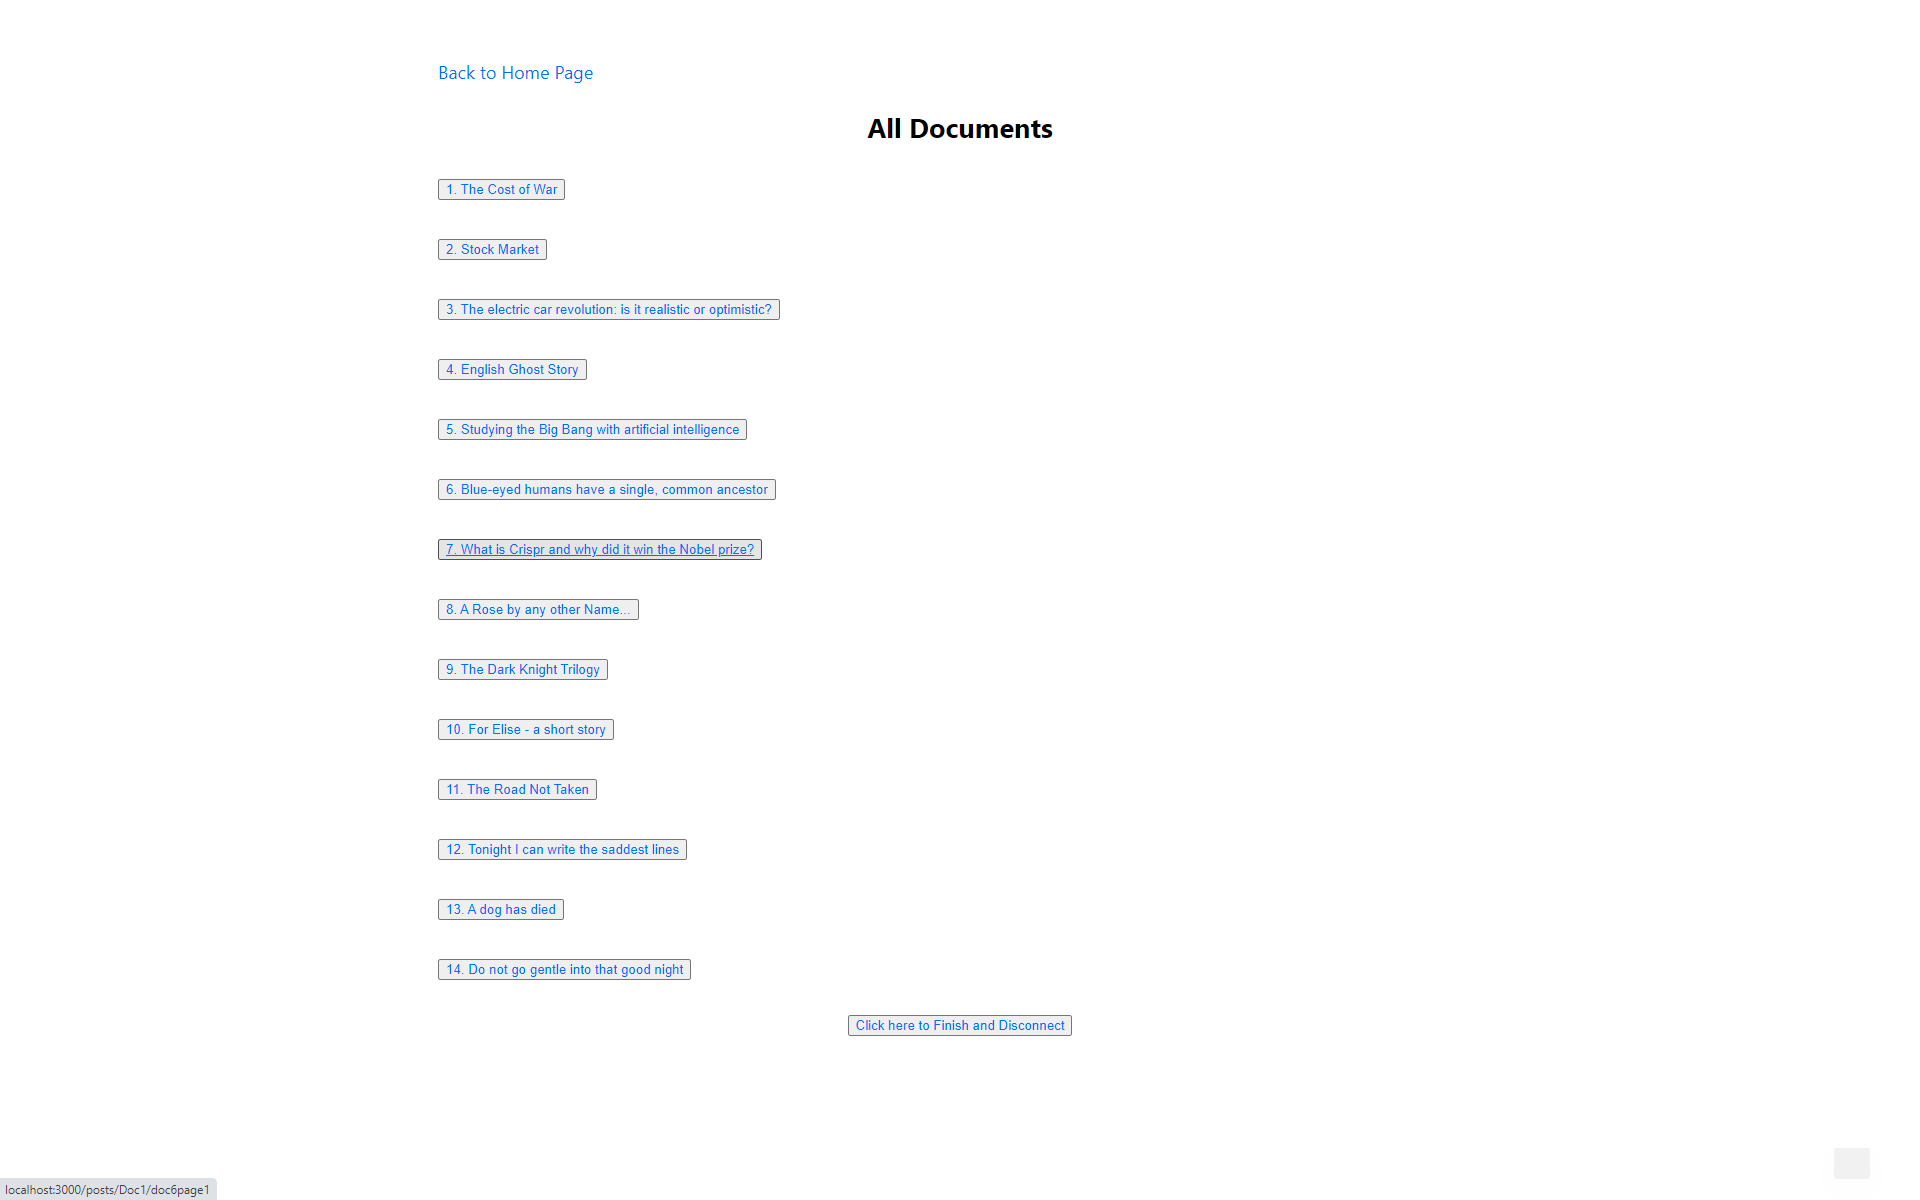 Back to Home Page
All Documents
1. The Cost of War
2. Stock Market
3. The electric car revolution: is it realistic or optimistic?
4. English Ghost Story
5. Studying the Big Bang with artificial intelligence
6. Blue-eyed humans have a single, common ancestor
7. What is Crispr and why did it win the Nobel prize?
8. A Rose by any other Name...
9. The Dark Knight Trilogy
10. For Elise - a short story
11. The Road Not Taken
12. Tonight I can write the saddest lines
13. A dog has died
14. Do not go gentle into that good night
Click here to Finish and Disconnect
localhost:3000/posts/Doc1/doc6page1